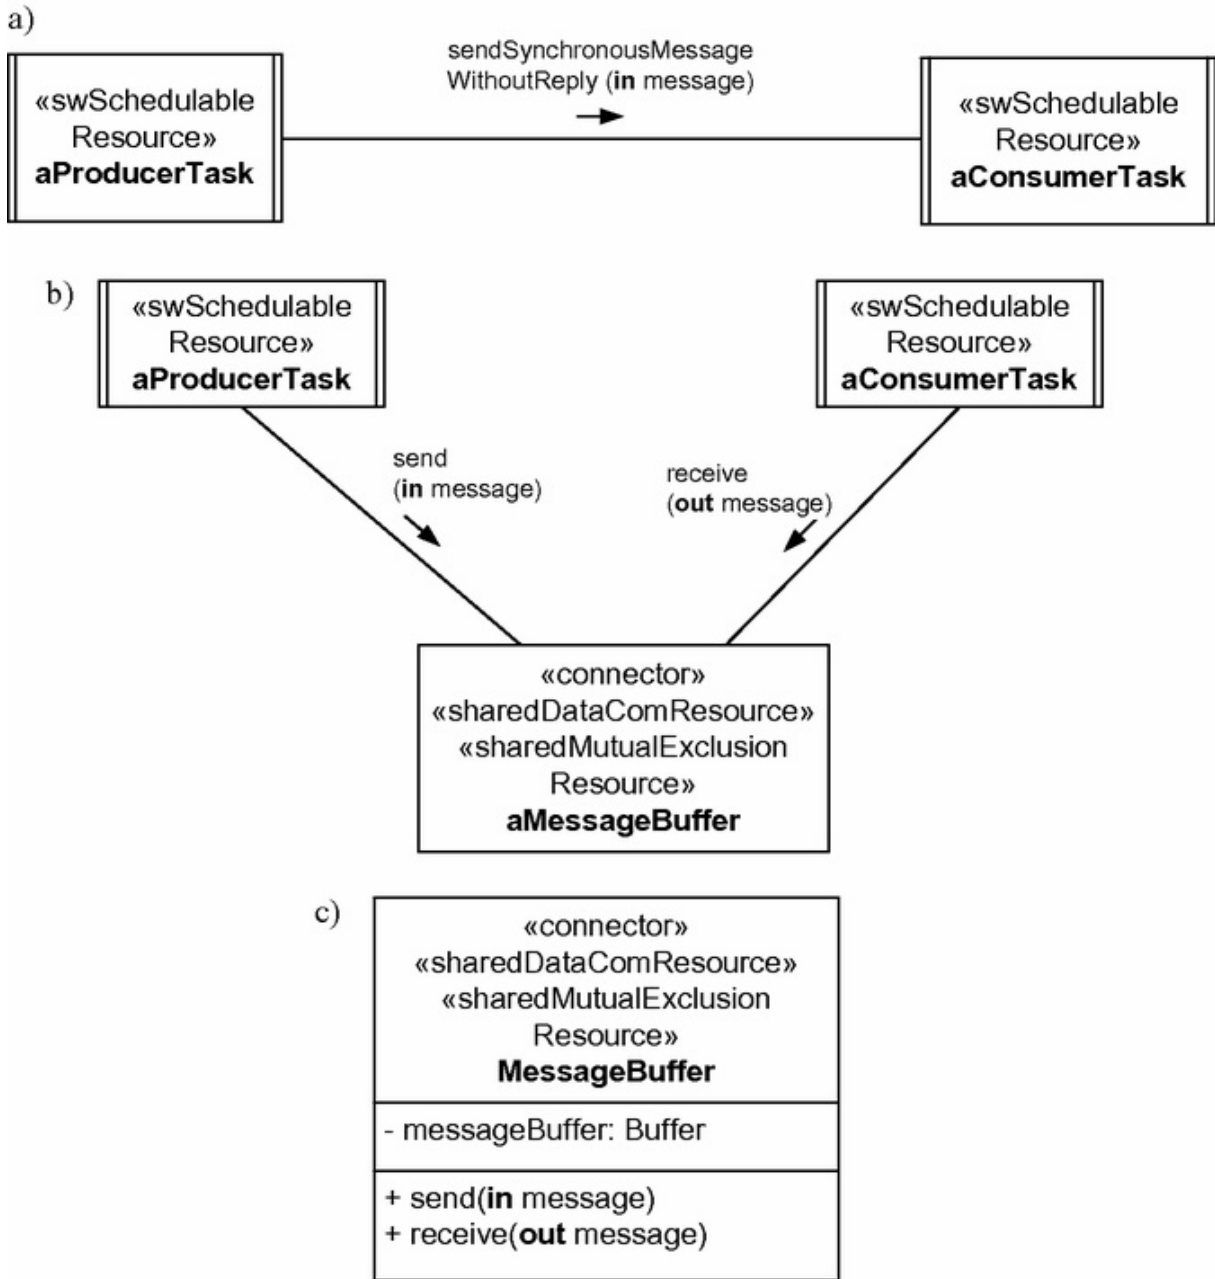 a)
«swSchedulable
Resource»
aProducerTask
sendSynchronousMessage
WithoutReply (in message)
«swSchedulable
Resource»
aConsumerTask
b)
«swSchedulable
Resource»
aProducerTask
«swSchedulable
Resource»
aConsumerTask
send
(in message)
receive
(out message)
«connector»
«sharedDataComResource»
«sharedMutualExclusion
Resource»
aMessageBuffer
c)
«connector»
«sharedDataComResource»
«sharedMutualExclusion
Resource»
MessageBuffer
- messageBuffer: Buffer
+ send(in message)
+ receive(out message)